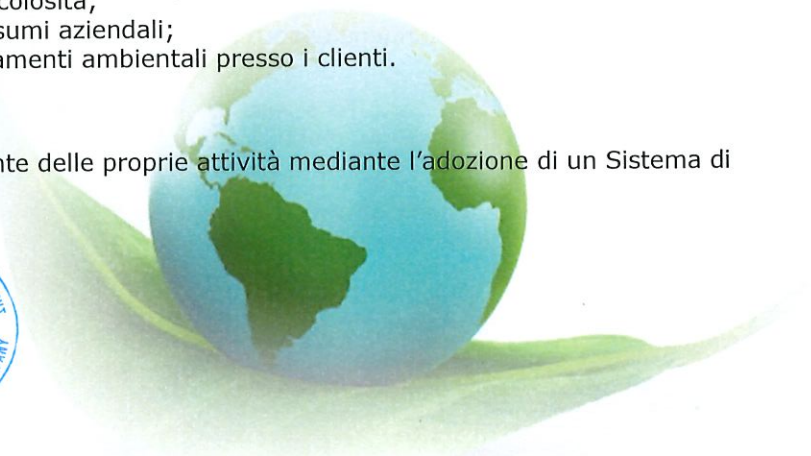 colosità;
sumi aziendali;
amenti ambientali presso i clienti.
nte delle proprie attività mediante l'adozione di un Sistema di